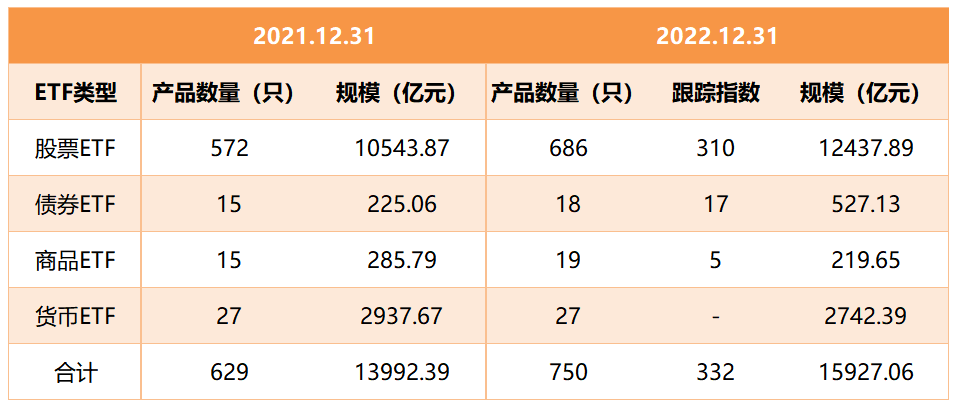 2021.12.31 2022.12.31
ETF类型 产品数量（只） 规模（亿元） 产品数量（只） 跟踪指数 规模（亿元）
股票ETF 572 10543.87 686 310 12437.89
债券ETF 15 225.06 18 17 527.13
商品ETF 15 285.79 19 5 219.65
货币ETF 27 2937.67 27 - 2742.39
合计 629 13992.39 750 332 15927.06